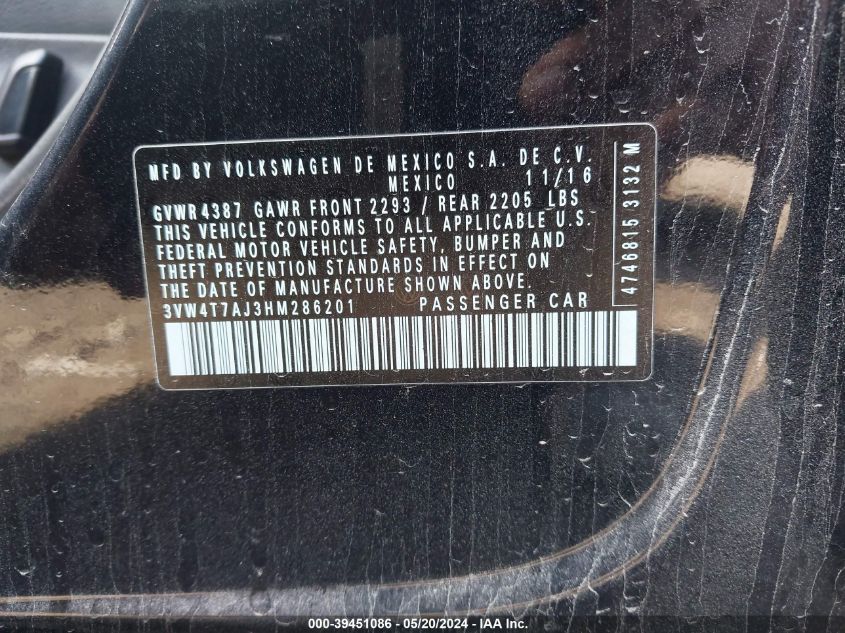 MFD BY VOLKSWAGEN DE MEXICO S.A. DE C.V.
MEXICO 11/16
GVWR4387 GAWR FRONT 2293 / REAR 2205 LBS
THIS VEHICLE CONFORMS TO ALL APPLICABLE U.S.
FEDERAL MOTOR VEHICLE SAFETY, BUMPER AND
THEFT PREVENTION STANDARDS IN EFFECT ON
THE DATE OF MANUFACTURE SHOWN ABOVE.
3VW4T7AJ3HM286201 PASSENGER CAR
4746815 3132 M
000-39451086 - 05/20/2024 - IAA Inc.